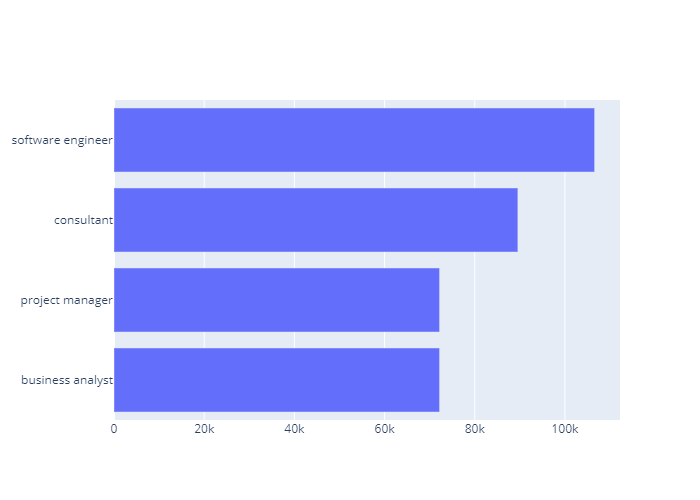 software engineer
consultant
project manager
business analyst
0 20k 40k 60k 80k 100k